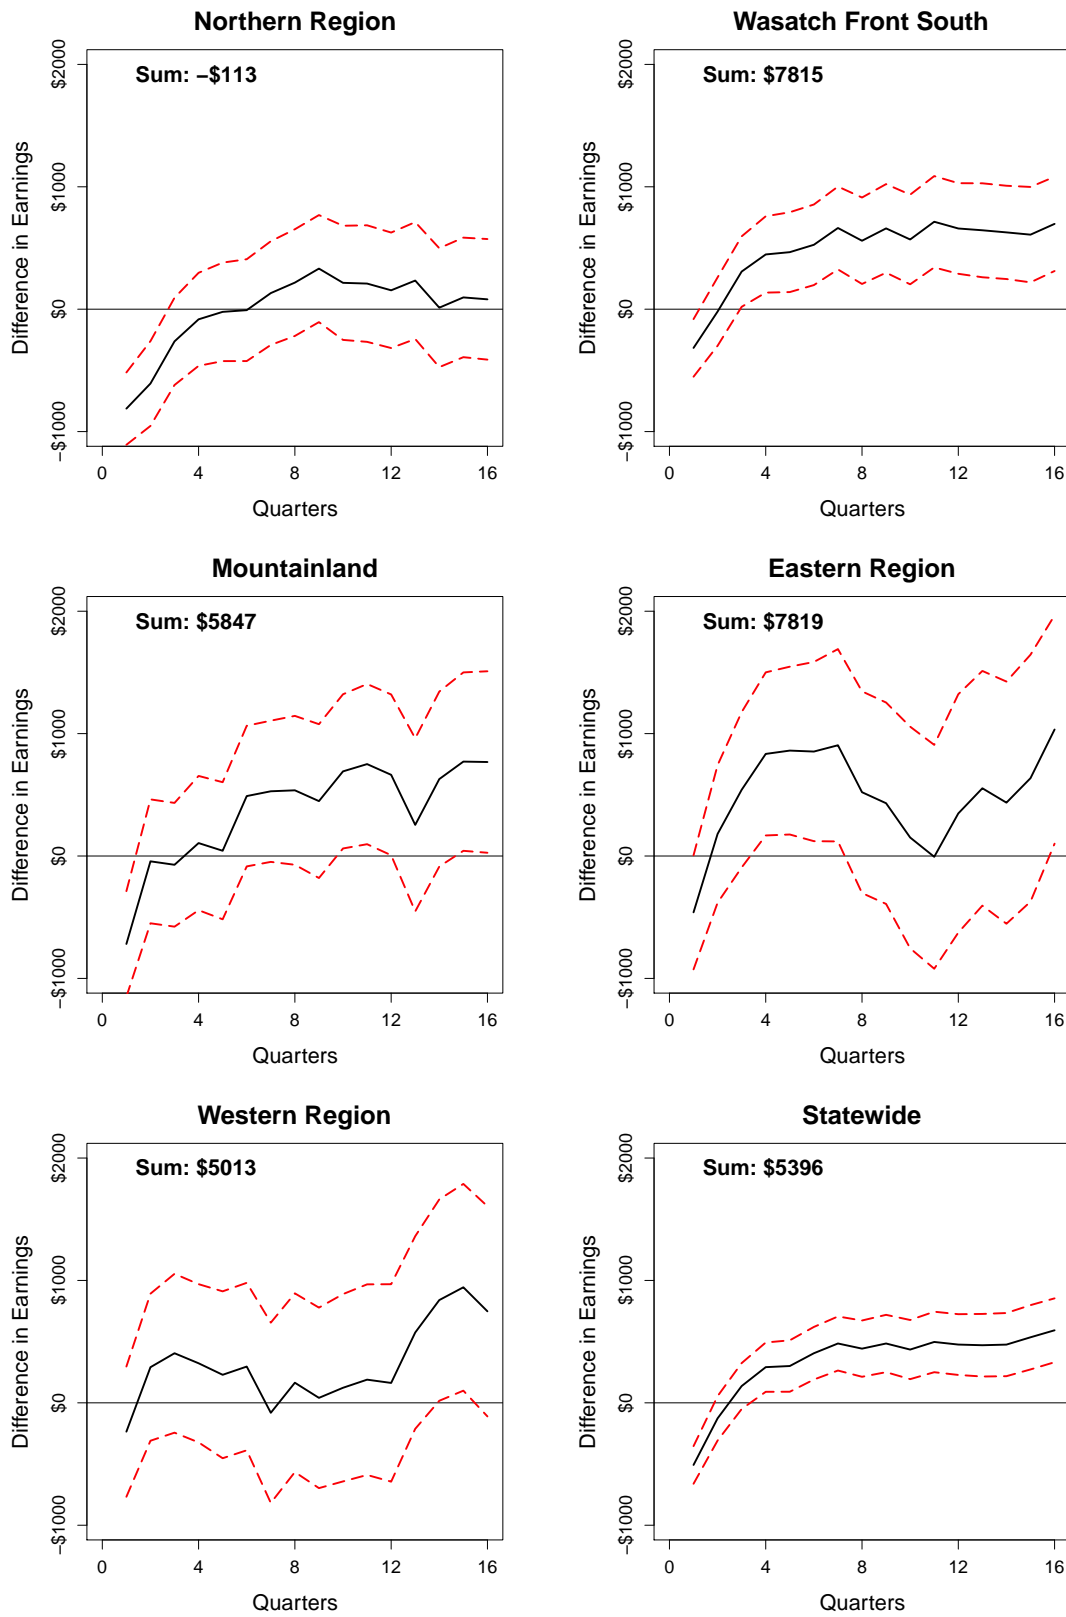 Northern Region
Sum: −$113
Difference in Earnings
$2000
$1000
$0
−$1000
0 4 8 12 16
Quarters
Wasatch Front South
Sum: $7815
Difference in Earnings
$2000
$1000
$0
−$1000
0 4 8 12 16
Quarters
Mountainland
Sum: $5847
Difference in Earnings
$2000
$1000
$0
−$1000
0 4 8 12 16
Quarters
Eastern Region
Sum: $7819
Difference in Earnings
$2000
$1000
$0
−$1000
0 4 8 12 16
Quarters
Western Region
Sum: $5013
Difference in Earnings
$2000
$1000
$0
−$1000
0 4 8 12 16
Quarters
Statewide
Sum: $5396
Difference in Earnings
$2000
$1000
$0
−$1000
0 4 8 12 16
Quarters